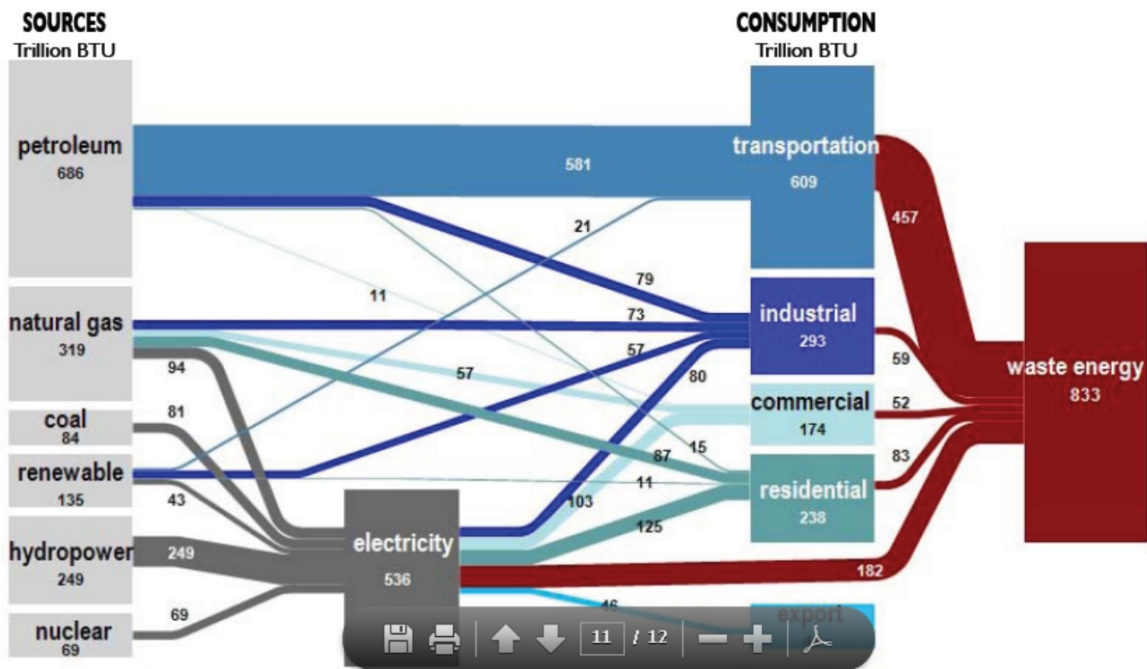 SOURCES
Trillion BTU
CONSUMPTION
Trillion BTU
petroleum
686
581
transportation
609
457
21
11
79
natural gas
319
73
industrial
293
94
57
57
80
59
waste energy
833
coal
84
81
commercial
174
52
renewable
135
43
15
87
11
residential
238
83
103
125
hydropower
249
249
electricity
536
182
69
nuclear
69
46
export
11 / 12